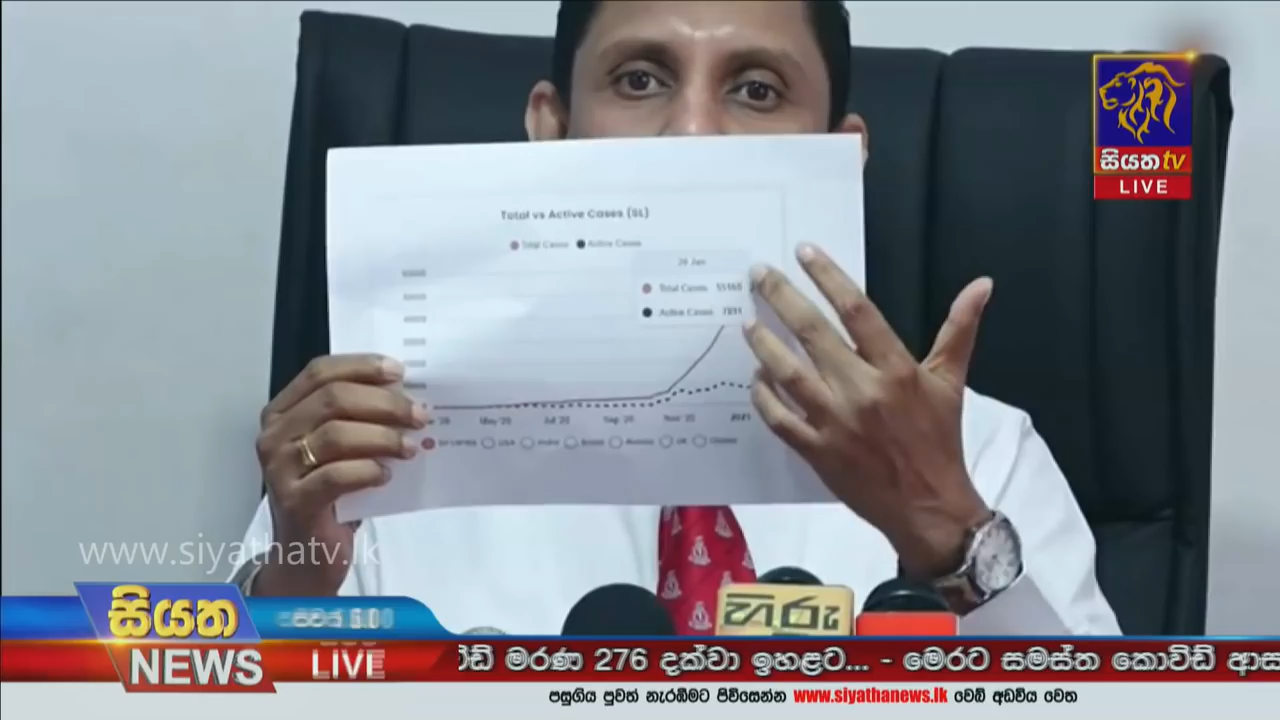 සියත tv
LIVE
Total vs Active Cases (SL)
Total Cases Active Cases
Total Cases
Active Cases
May'20 Jul'20 Sep'20 Nov'20 2021
Sri Lanka USA India Brazil Russia UK Global
www.siyathatv.lk
හිරු
සියත
NEWS
LIVE
මරණ 276 දක්වා ඉහළට... - මෙරට සමස්ත කොවිඩ්
පසුගිය පුවත් නැරඹීමට පිවිසෙන්න www.siyathanews.lk වෙබ් අඩවිය වෙත